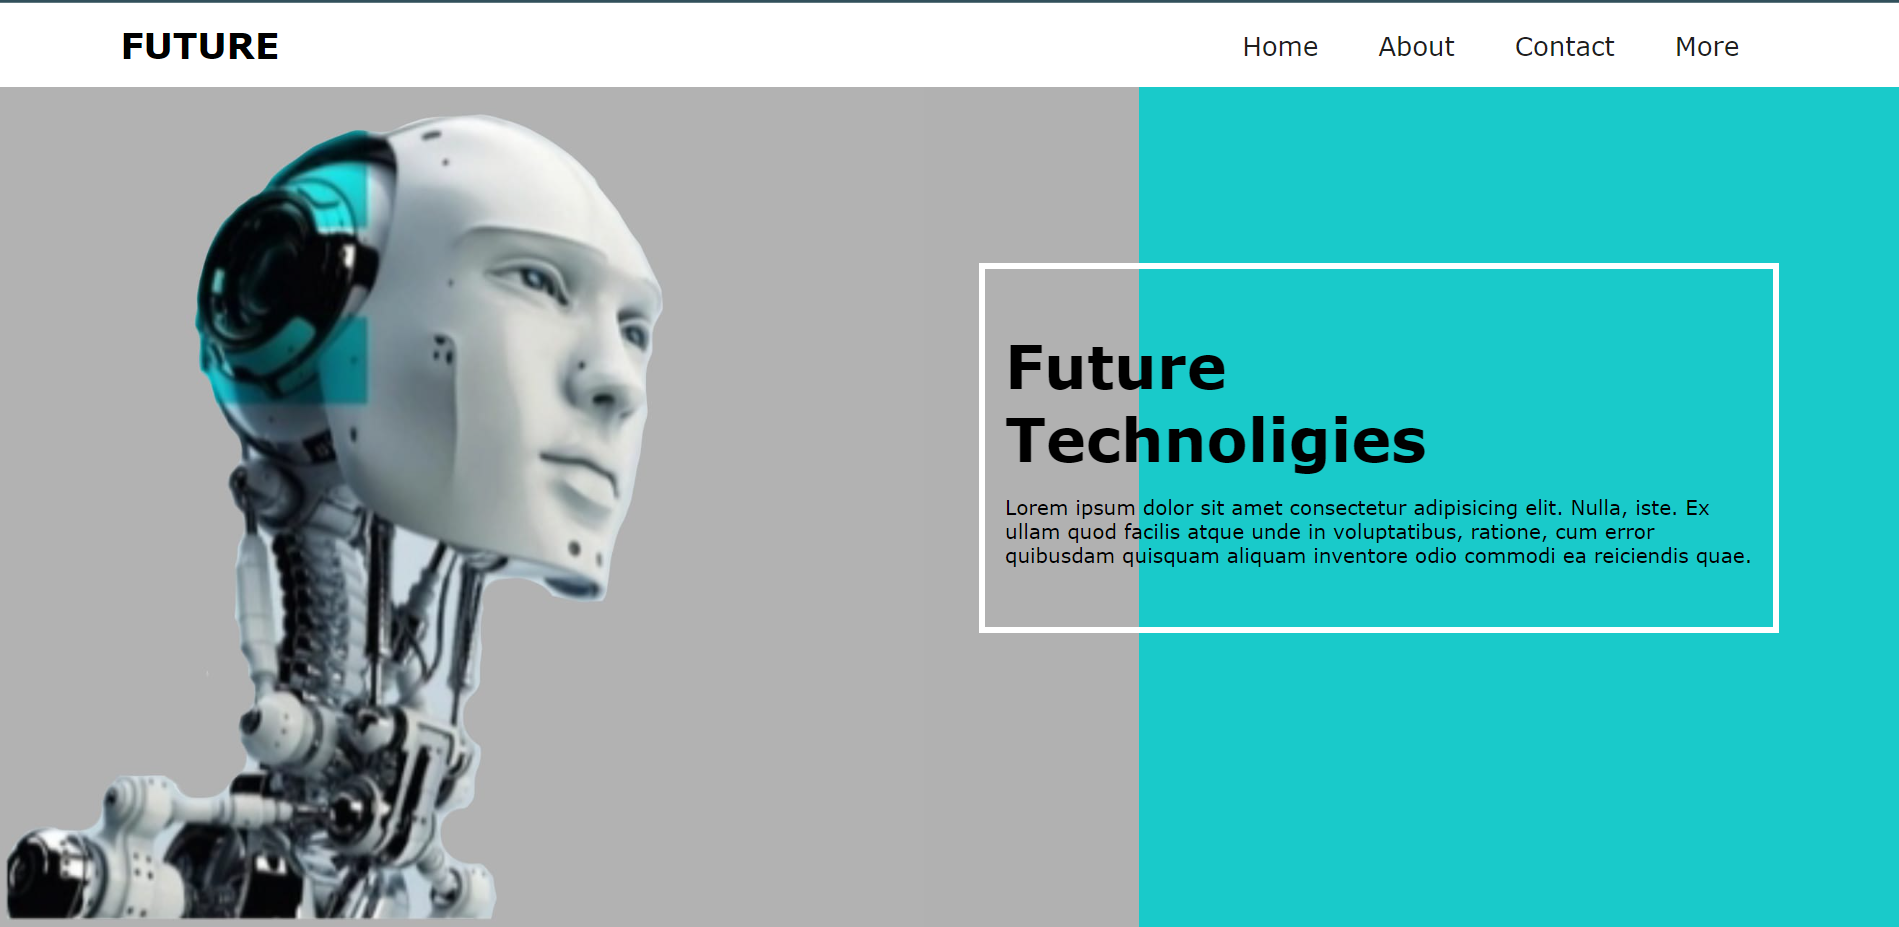 FUTURE
Home About Contact More
Future
Technoligies
Lorem ipsum dolor sit amet consectetur adipisicing elit. Nulla, iste. Ex
ullam quod facilis atque unde in voluptatibus, ratione, cum error
quibusdam quisquam aliquam inventore odio commodi ea reiciendis quae.